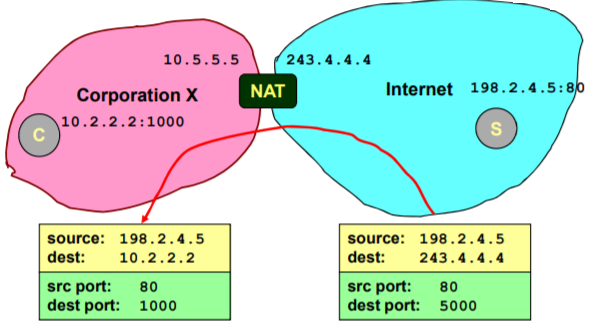 10.5.5.5
243.4.4.4
NAT
Corporation X
Internet
198.2.4.5:80
C
10.2.2.2:1000
S
source: 198.2.4.5
dest: 10.2.2.2
src port: 80
dest port: 1000
source: 198.2.4.5
dest: 243.4.4.4
src port: 80
dest port: 5000